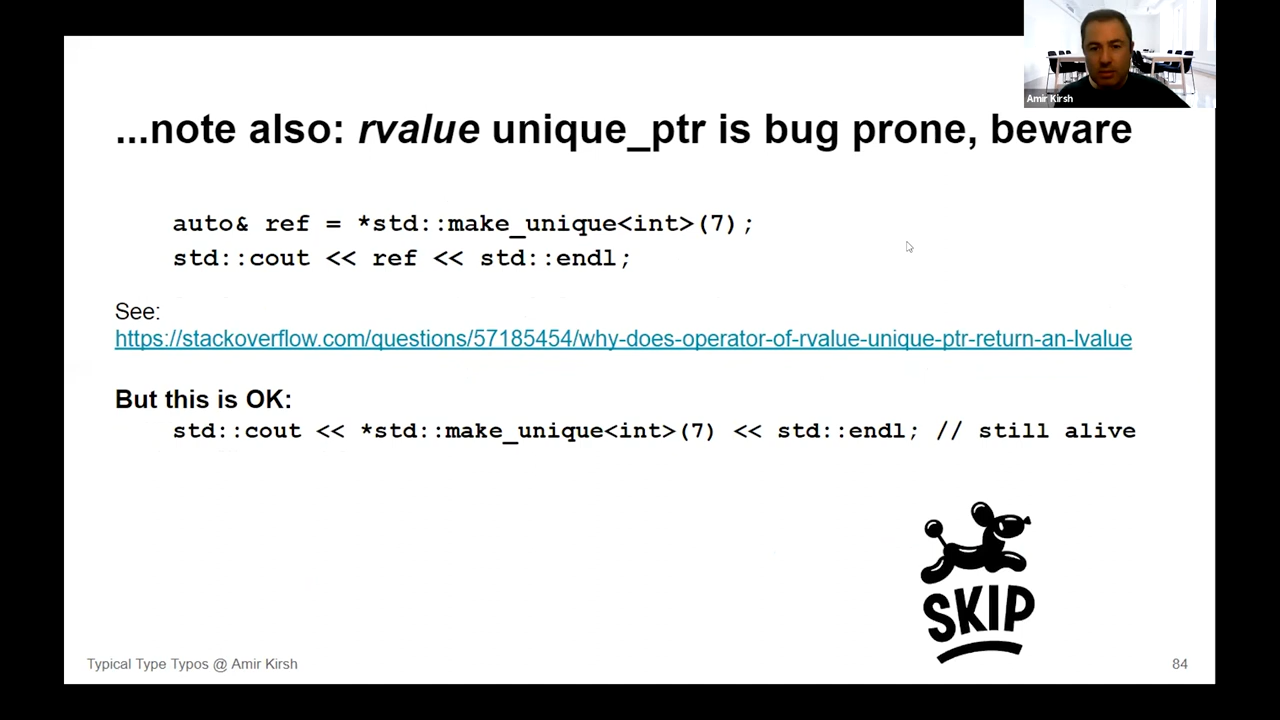 Amir Kirsh
...note also: rvalue unique_ptr is bug prone, beware
auto& ref = *std::make_unique<int>(7);
std::cout << ref << std::endl;
See:
https://stackoverflow.com/questions/57185454/why-does-operator-of-rvalue-unique-ptr-return-an-lvalue
But this is OK:
std::cout << *std::make_unique<int>(7) << std::endl; // still alive
SKIP
Typical Type Typos @ Amir Kirsh
84